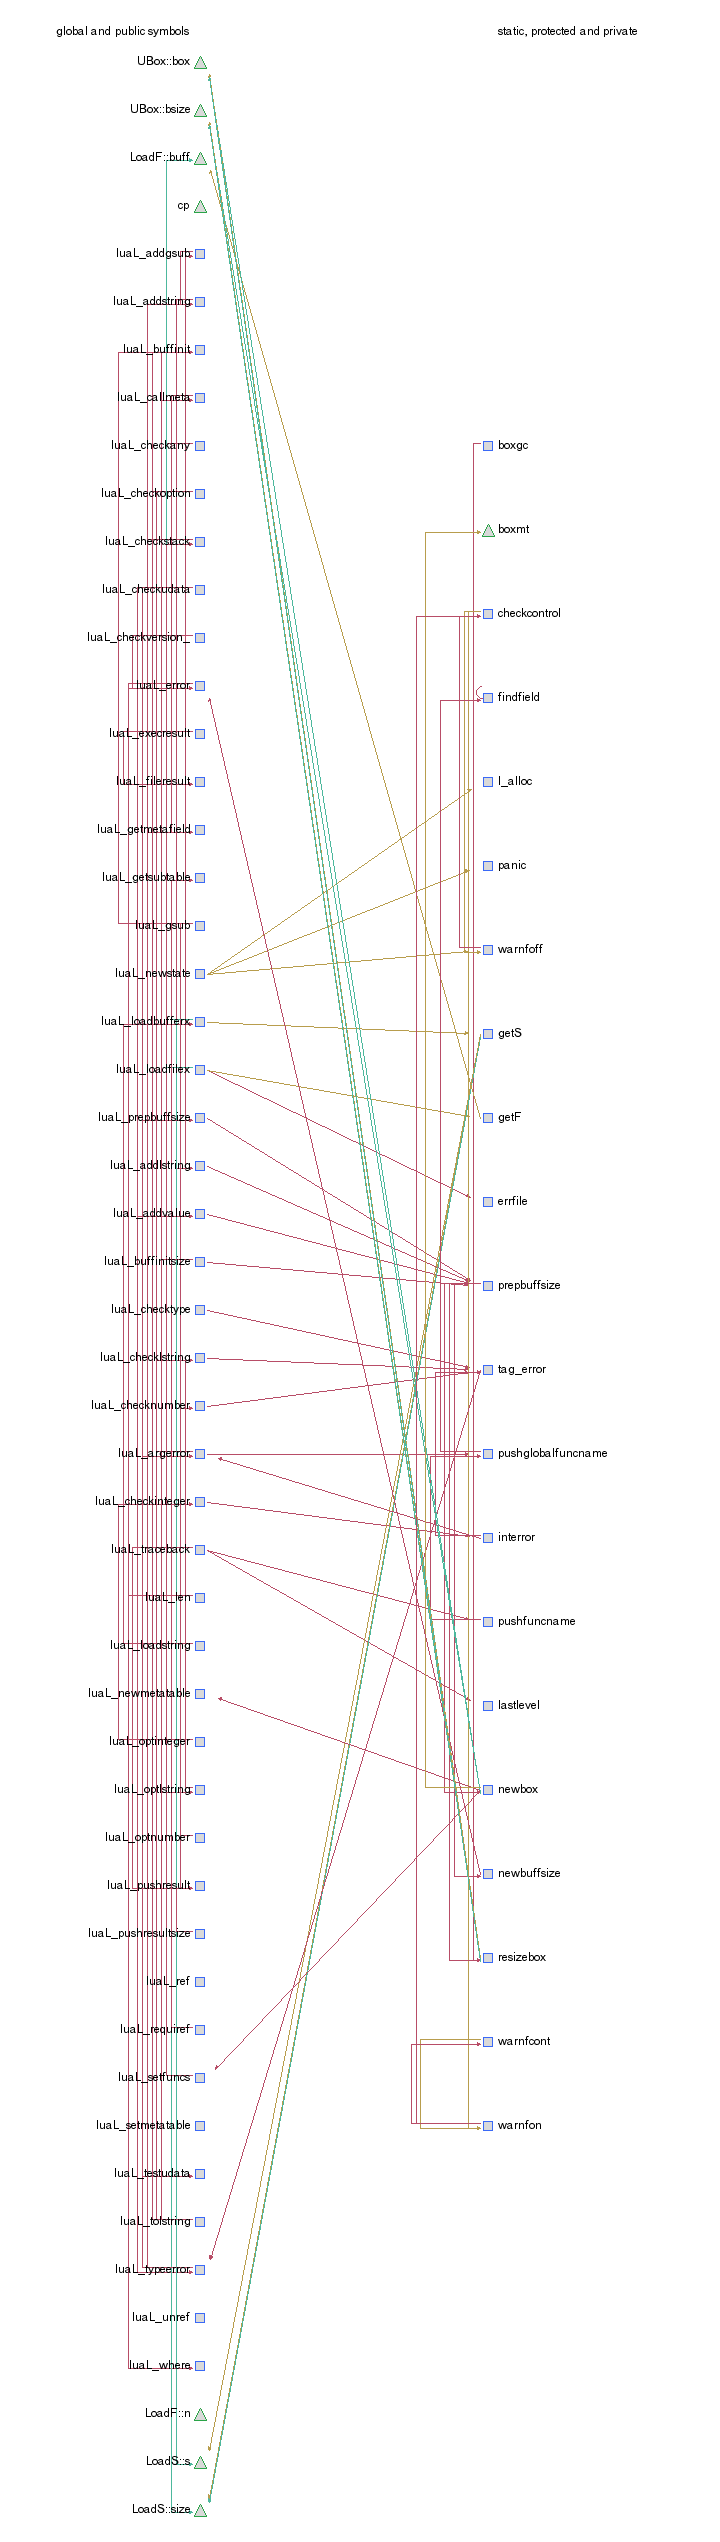 global and public symbols
static, protected and private
UBox::box
UBox::bsize
LoadF::buff
cp
luaL_addgsub
luaL_addstring
luaL_buffinit
luaL_callmeta
luaL_checkany
boxgc
luaL_checkoption
boxmt
luaL_checkstack
luaL_checkudata
checkcontrol
luaL_checkversion_
luaL_error
findfield
luaL_execresult
luaL_fileresult
l_alloc
luaL_getmetafield
panic
luaL_getsubtable
luaL_gsub
warnfoff
luaL_newstate
luaL_loadbufferx
getS
luaL_loadfilex
luaL_prepbuffsize
getF
luaL_addlstring
errfile
luaL_addvalue
luaL_buffinitsize
prepbuffsize
luaL_checktype
luaL_checklstring
tag_error
luaL_checknumber
luaL_argerror
pushglobalfuncname
luaL_checkinteger
interror
luaL_traceback
luaL_len
pushfuncname
luaL_loadstring
luaL_newmetatable
lastlevel
luaL_optinteger
luaL_optlstring
newbox
luaL_optnumber
newbuffsize
luaL_pushresult
luaL_pushresultsize
resizebox
luaL_ref
luaL_requiref
warnfcont
luaL_setfuncs
luaL_setmetatable
warnfon
luaL_testudata
luaL_tolstring
luaL_typeerror
luaL_unref
luaL_where
LoadF::n
LoadS::s
LoadS::size